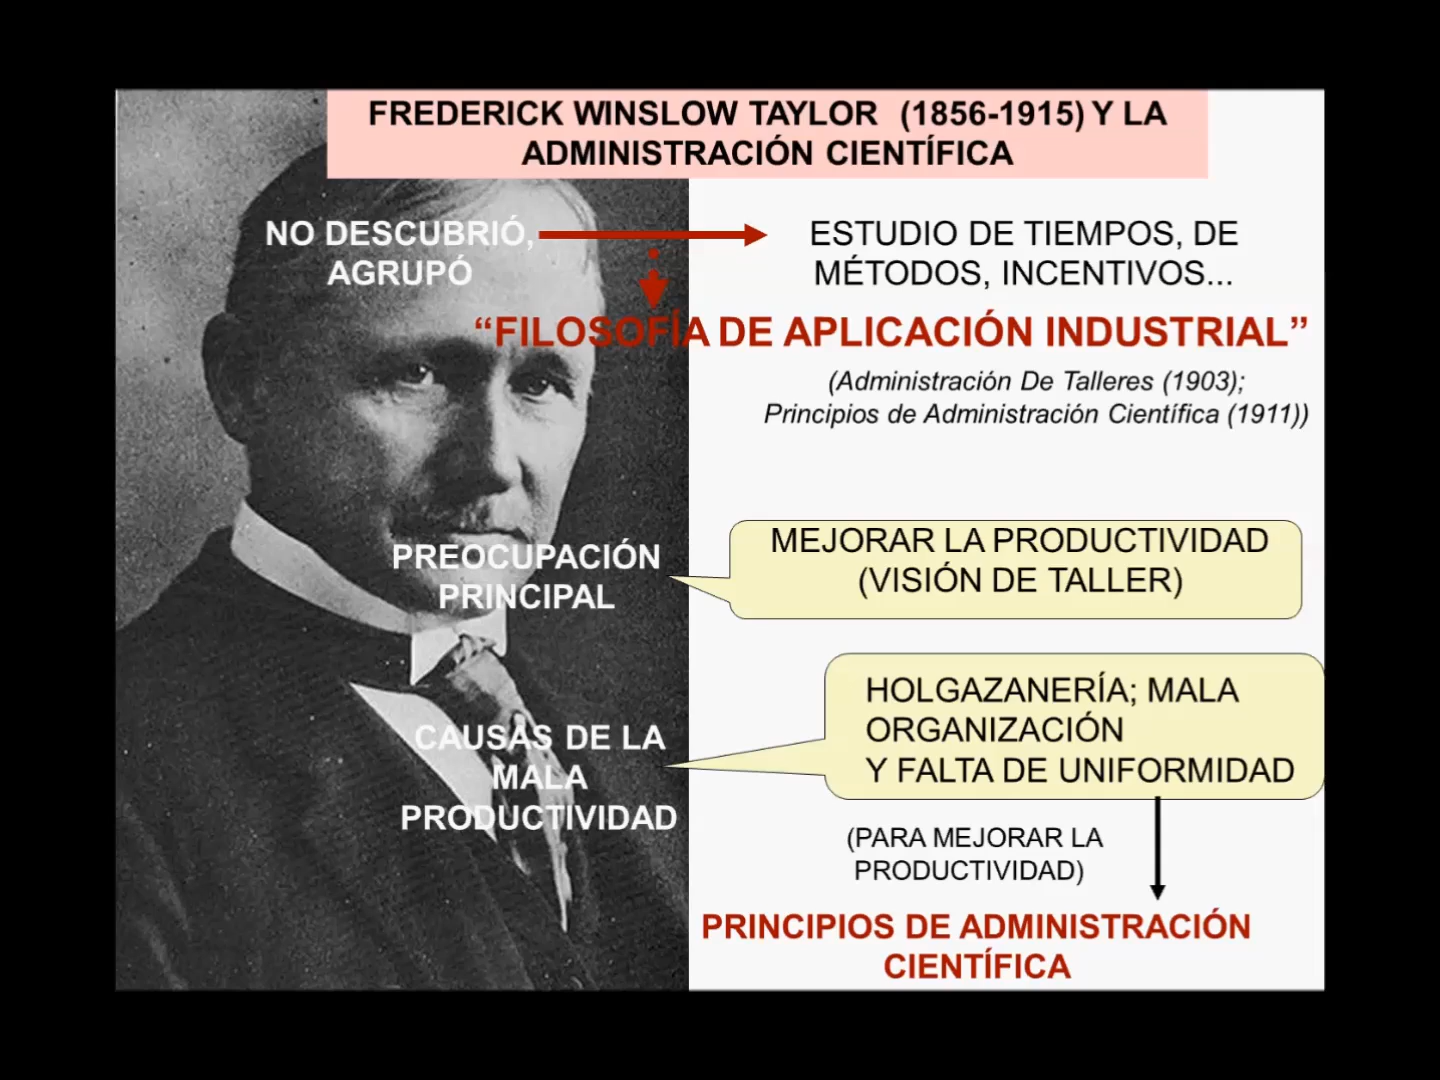 FREDERICK WINSLOW TAYLOR (1856-1915) Y LA
ADMINISTRACIÓN CIENTÍFICA
NO DESCUBRIÓ,
AGRUPÓ
ESTUDIO DE TIEMPOS, DE
MÉTODOS, INCENTIVOS...
“FILOSOFÍA DE APLICACIÓN INDUSTRIAL”
(Administración De Talleres (1903);
Principios de Administración Científica (1911))
PREOCUPACIÓN
PRINCIPAL
MEJORAR LA PRODUCTIVIDAD
(VISIÓN DE TALLER)
CAUSAS DE LA
MALA
PRODUCTIVIDAD
HOLGAZANERÍA; MALA
ORGANIZACIÓN
Y FALTA DE UNIFORMIDAD
(PARA MEJORAR LA
PRODUCTIVIDAD)
PRINCIPIOS DE ADMINISTRACIÓN
CIENTÍFICA